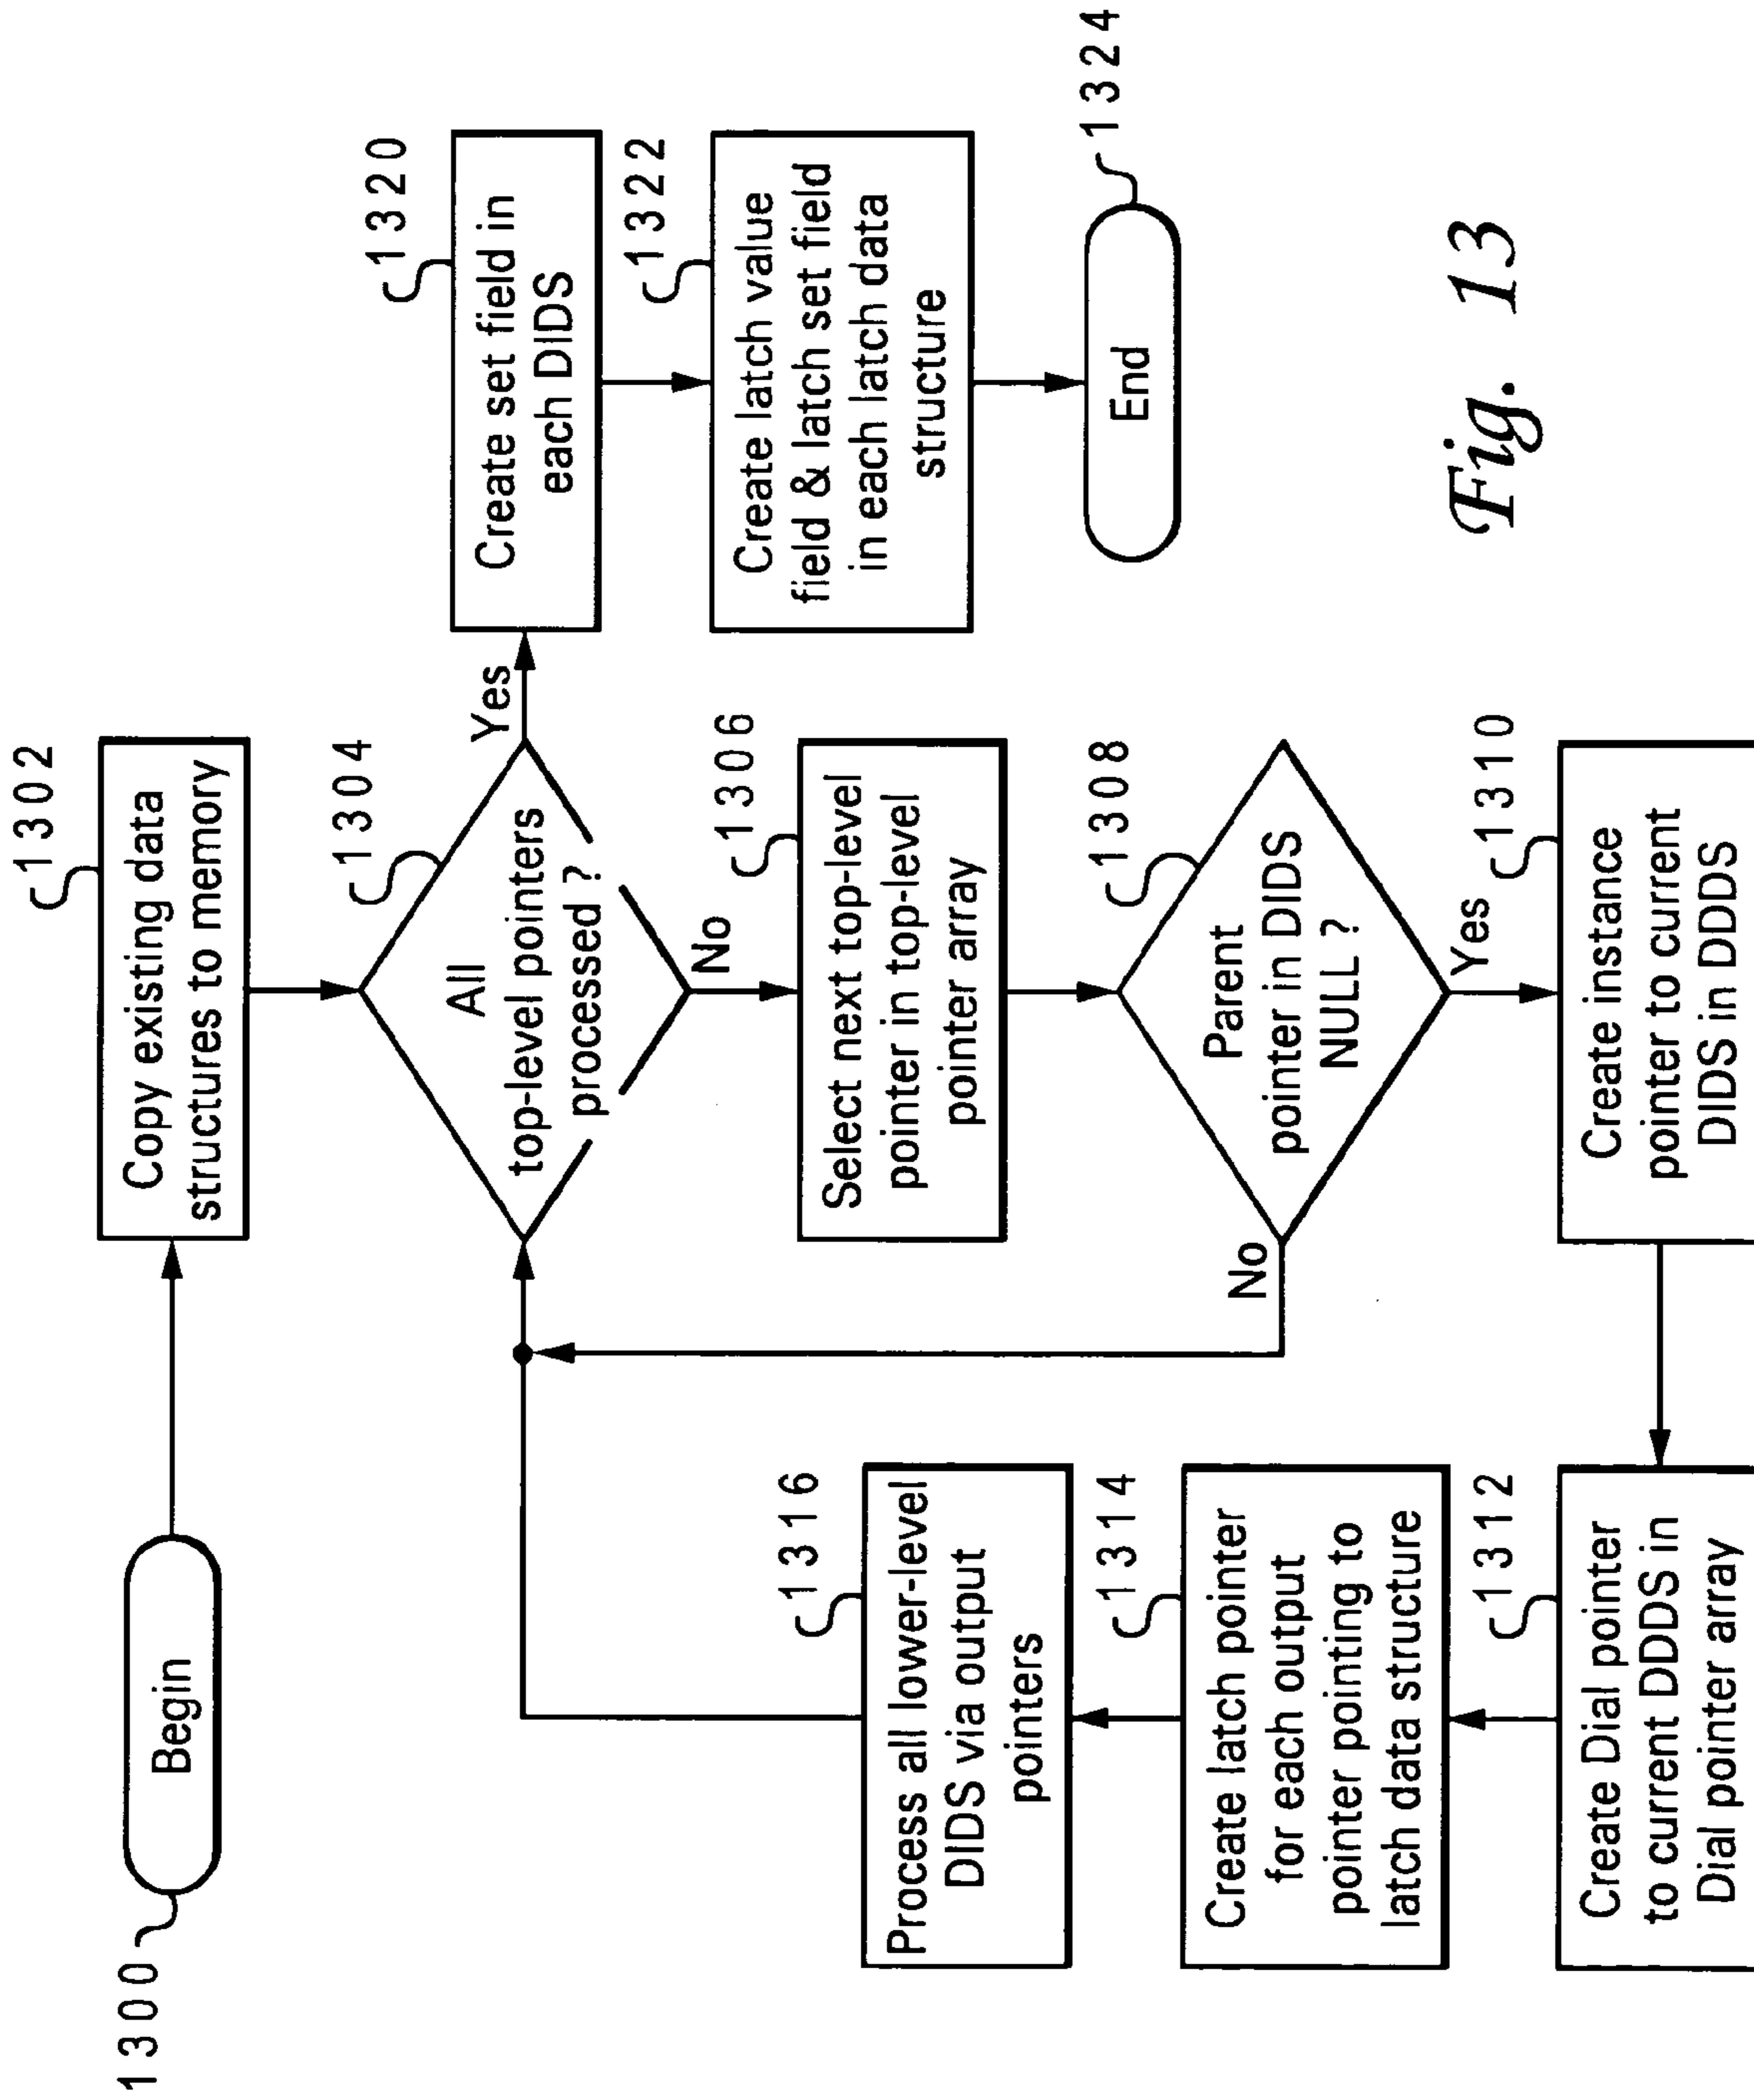 1300
Begin
1302
Copy existing data
structures to memory
1304
All
top-level pointers
processed ?
Yes
No
1306
Select next top-level
pointer in top-level
pointer array
1308
Parent
pointer in DIDS
NULL ?
No
Yes
1310
Create instance
pointer to current
DIDS in DDDS
1312
Create Dial pointer
to current DDDS in
Dial pointer array
1314
Create latch pointer
for each output
pointer pointing to
latch data structure
1316
Process all lower-level
DIDS via output
pointers
1320
Create set field in
each DIDS
1322
Create latch value
field & latch set field
in each latch data
structure
End
1324
Fig. 13